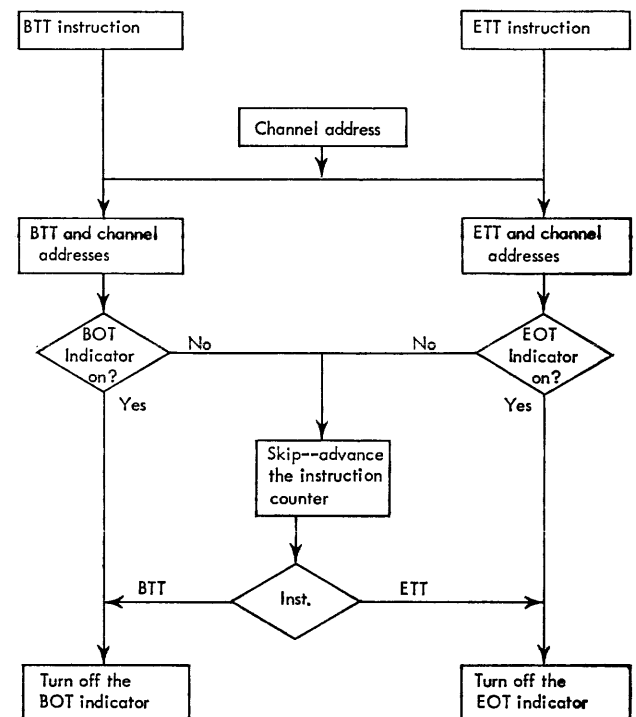 BTT instruction
ETT instruction
Channel address
BTT and channel
addresses
ETT and channel
addresses
BOT
Indicator
on?
No
No
EOT
Indicator
on?
Yes
Yes
Skip--advance
the instruction
counter
BTT
Inst.
ETT
Turn off the
BOT indicator
Turn off the
EOT indicator